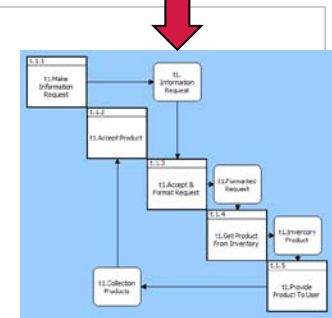 t.1.1
t1.Make
Information
Request
t1.
Information
Request
t.1.2
t1.Accept Product
t.1.3
t1.Accept &
Format Request
t1.Formatted
Request
t.1.4
t1.Get Product
From Inventory
t1.Inventory
Product
t.1.5
t1.Provide
Product To User
t1.Collection
Products